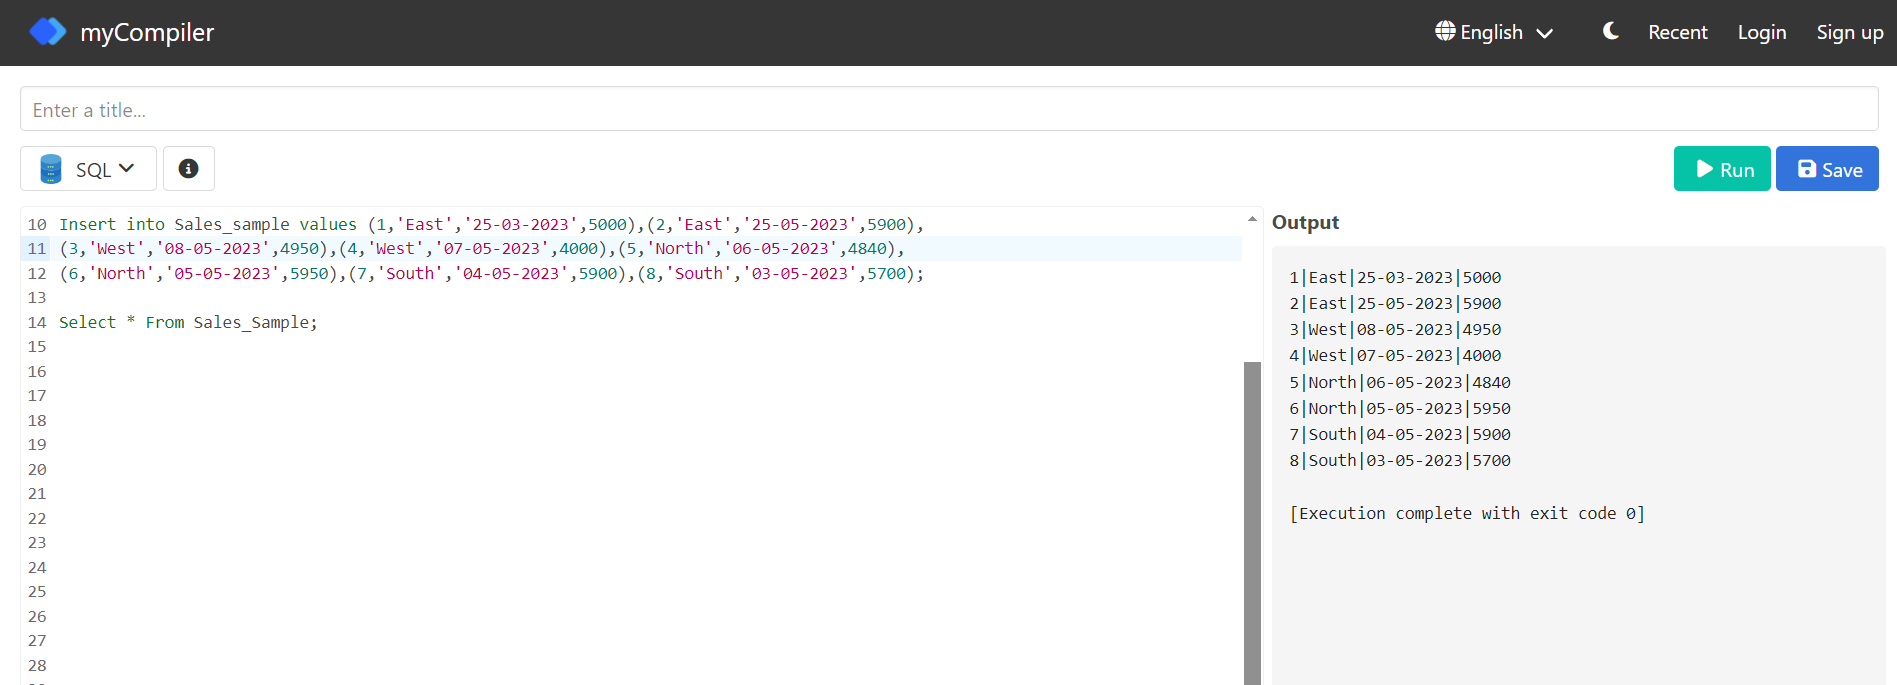 myCompiler
English
Recent
Login
Sign up
Enter a title...
SQL
Run
Save
10 Insert into Sales_sample values (1,'East','25-03-2023',5000),(2,'East','25-05-2023',5900),
11 (3,'West','08-05-2023',4950),(4,'West','07-05-2023',4000),(5,'North','06-05-2023',4840),
12 (6,'North','05-05-2023',5950),(7,'South','04-05-2023',5900),(8,'South','03-05-2023',5700);
13
14 Select * From Sales_Sample;
15
16
17
18
19
20
21
22
23
24
25
26
27
28
Output
1|East|25-03-2023|5000
2|East|25-05-2023|5900
3|West|08-05-2023|4950
4|West|07-05-2023|4000
5|North|06-05-2023|4840
6|North|05-05-2023|5950
7|South|04-05-2023|5900
8|South|03-05-2023|5700
[Execution complete with exit code 0]